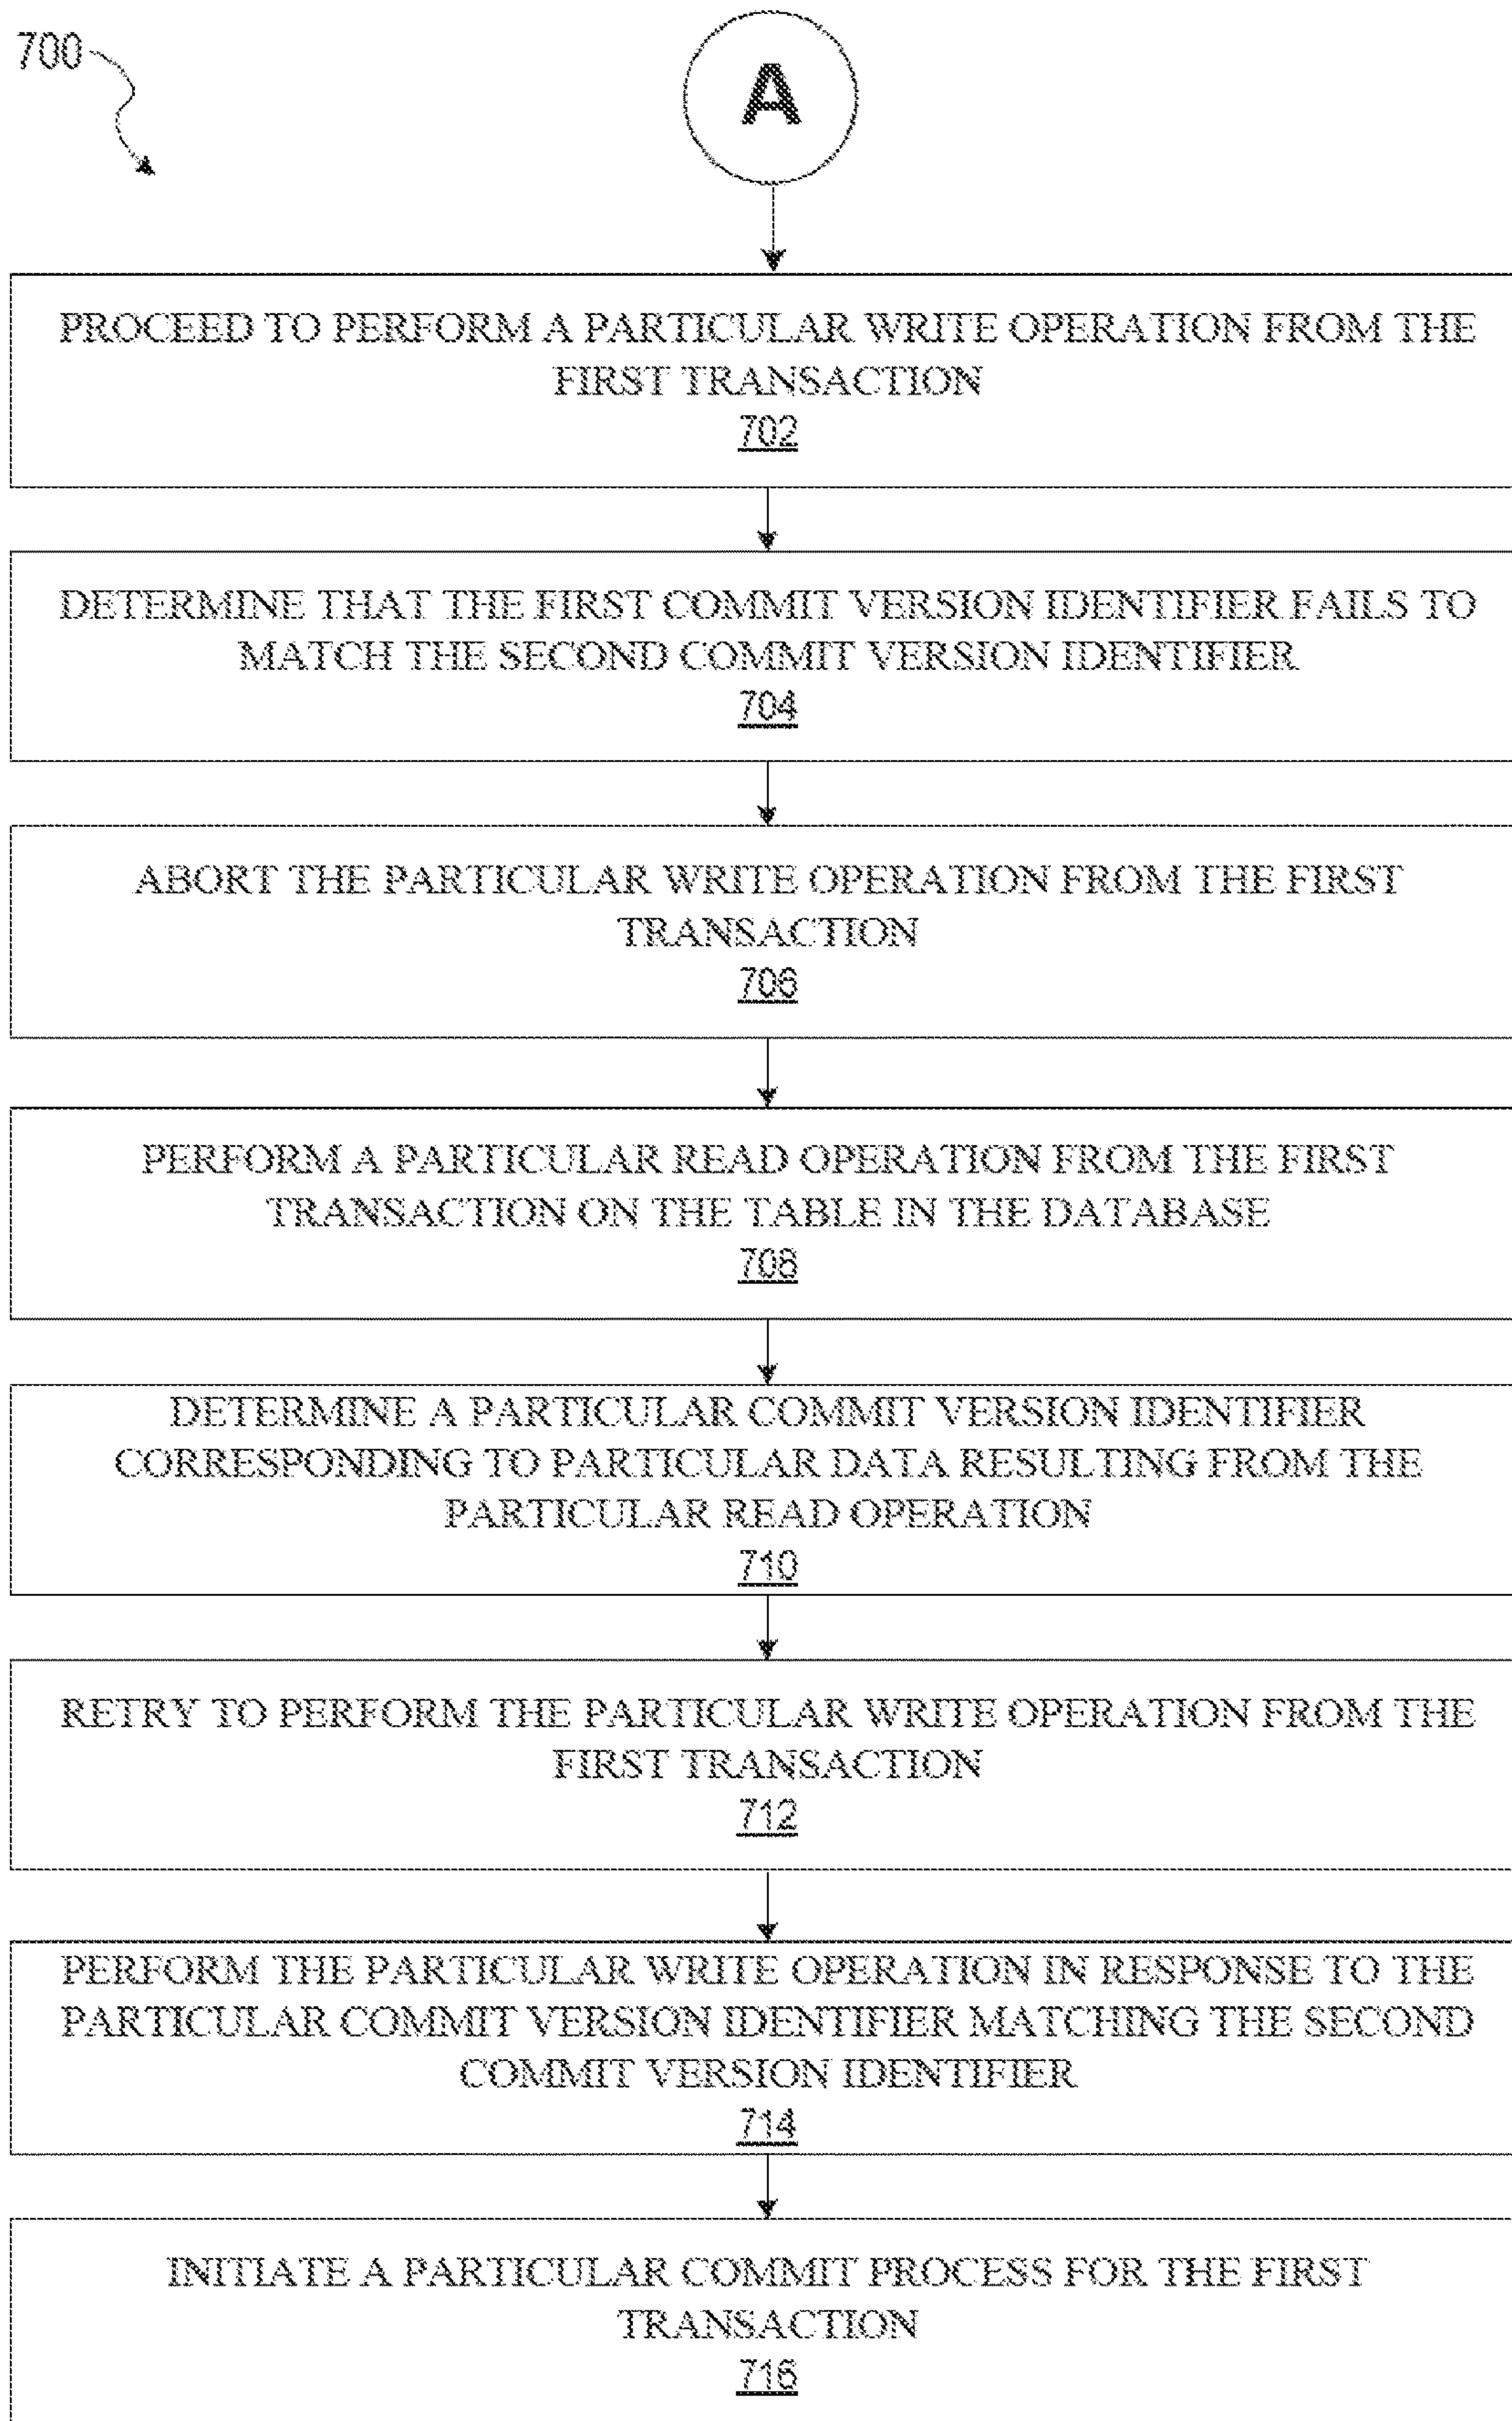 700
A
PROCEED TO PERFORM A PARTICULAR WRITE OPERATION FROM THE
FIRST TRANSACTION
702
DETERMINE THAT THE FIRST COMMIT VERSION IDENTIFIER FAILS TO
MATCH THE SECOND COMMIT VERSION IDENTIFIER
704
ABORT THE PARTICULAR WRITE OPERATION FROM THE FIRST
TRANSACTION
706
PERFORM A PARTICULAR READ OPERATION FROM THE FIRST
TRANSACTION ON THE TABLE IN THE DATABASE
708
DETERMINE A PARTICULAR COMMIT VERSION IDENTIFIER
CORRESPONDING TO PARTICULAR DATA RESULTING FROM THE
PARTICULAR READ OPERATION
710
RETRY TO PERFORM THE PARTICULAR WRITE OPERATION FROM THE
FIRST TRANSACTION
712
PERFORM THE PARTICULAR WRITE OPERATION IN RESPONSE TO THE
PARTICULAR COMMIT VERSION IDENTIFIER MATCHING THE SECOND
COMMIT VERSION IDENTIFIER
714
INITIATE A PARTICULAR COMMIT PROCESS FOR THE FIRST
TRANSACTION
716